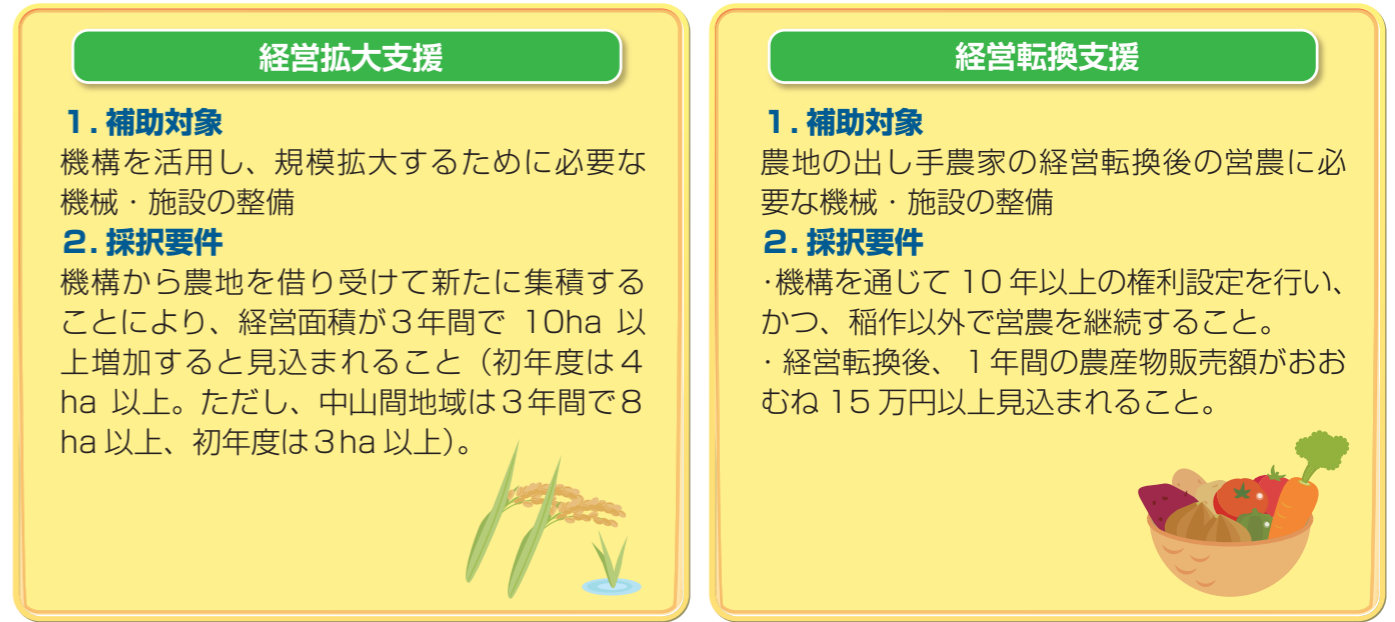 経営拡大支援
１. 補助対象
機構を活用し、規模拡大するために必要な
機械・施設の整備
２. 採択要件
機構から農地を借り受けて新たに集積する
ことにより、経営面積が３年間で 10ha 以
上増加すると見込まれること（初年度は４
ha 以上。ただし、中山間地域は３年間で８
ha 以上、初年度は３ha 以上）。
経営転換支援
１. 補助対象
農地の出し手農家の経営転換後の営農に必
要な機械・施設の整備
２. 採択要件
・機構を通じて 10 年以上の権利設定を行い、
かつ、稲作以外で営農を継続すること。
・経営転換後、１年間の農産物販売額がおお
むね 15 万円以上見込まれること。